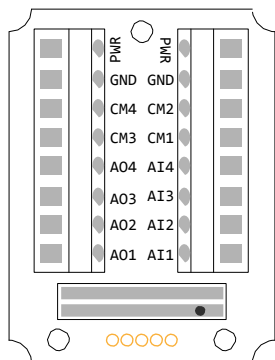 PWR PWR
GND GND
CM4 CM2
CM3 CM1
AO4 AI4
AO3 AI3
AO2 AI2
AO1 AI1